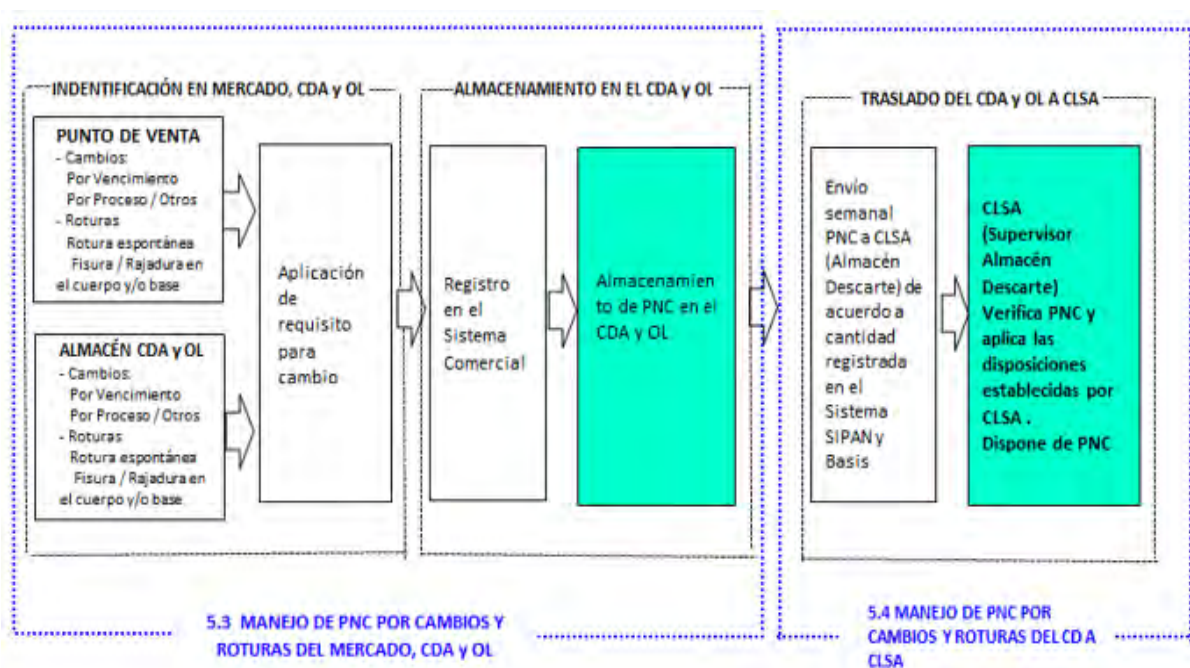 INDENTIFICACIÓN EN MERCADO, CDA y OL
PUNTO DE VENTA
- Cambios:
Por Vencimiento
Por Proceso / Otros
- Roturas
Rotura espontánea
Fisura / Rajadura en
el cuerpo y/o base
ALMACÉN CDA y OL
- Cambios:
Por Vencimiento
Por Proceso / Otros
- Roturas
Rotura espontánea
Fisura / Rajadura en
el cuerpo y/o base
Aplicación
de
requisito
para
cambio
ALMACENAMIENTO EN EL CDA y OL
Registro
en el
Sistema
Comercial
Almacenamie
nto de PNC en el
CDA y OL
TRASLADO DEL CDA y OL A CLSA
Envío
semanal
PNC a CLSA
(Almacén
Descarte) de
acuerdo a
cantidad
registrada
en el
Sistema
SIPAN y
Basis
CLSA
(Supervisor
Almacén
Descarte)
Verifica PNC y
aplica las
disposiciones
establecidas por
CLSA .
Dispone de PNC
5.3 MANEJO DE PNC POR CAMBIOS Y
ROTURAS DEL MERCADO, CDA y OL
5.4 MANEJO DE PNC POR
CAMBIOS Y ROTURAS DEL CD A
CLSA